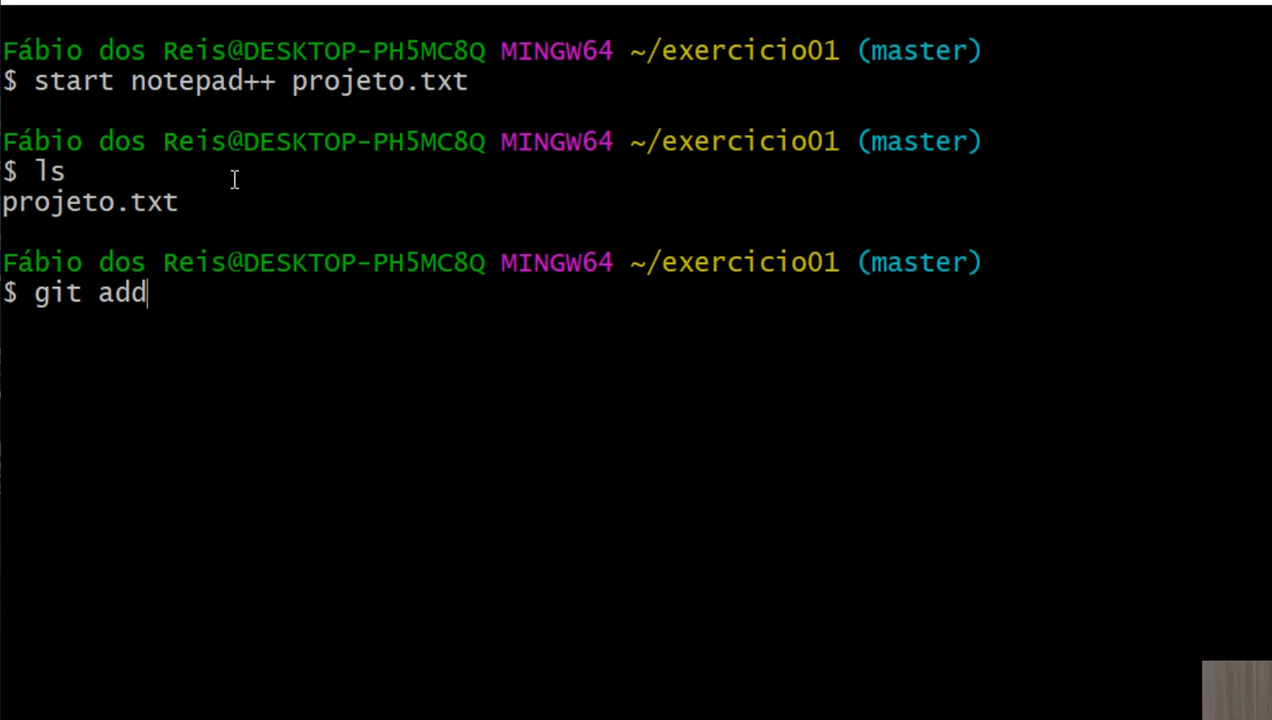 Fábio dos Reis@DESKTOP-PH5MC8Q MINGW64 ~/exercicio01 (master)
$ start notepad++ projeto.txt
Fábio dos Reis@DESKTOP-PH5MC8Q MINGW64 ~/exercicio01 (master)
$ ls
projeto.txt
Fábio dos Reis@DESKTOP-PH5MC8Q MINGW64 ~/exercicio01 (master)
$ git add